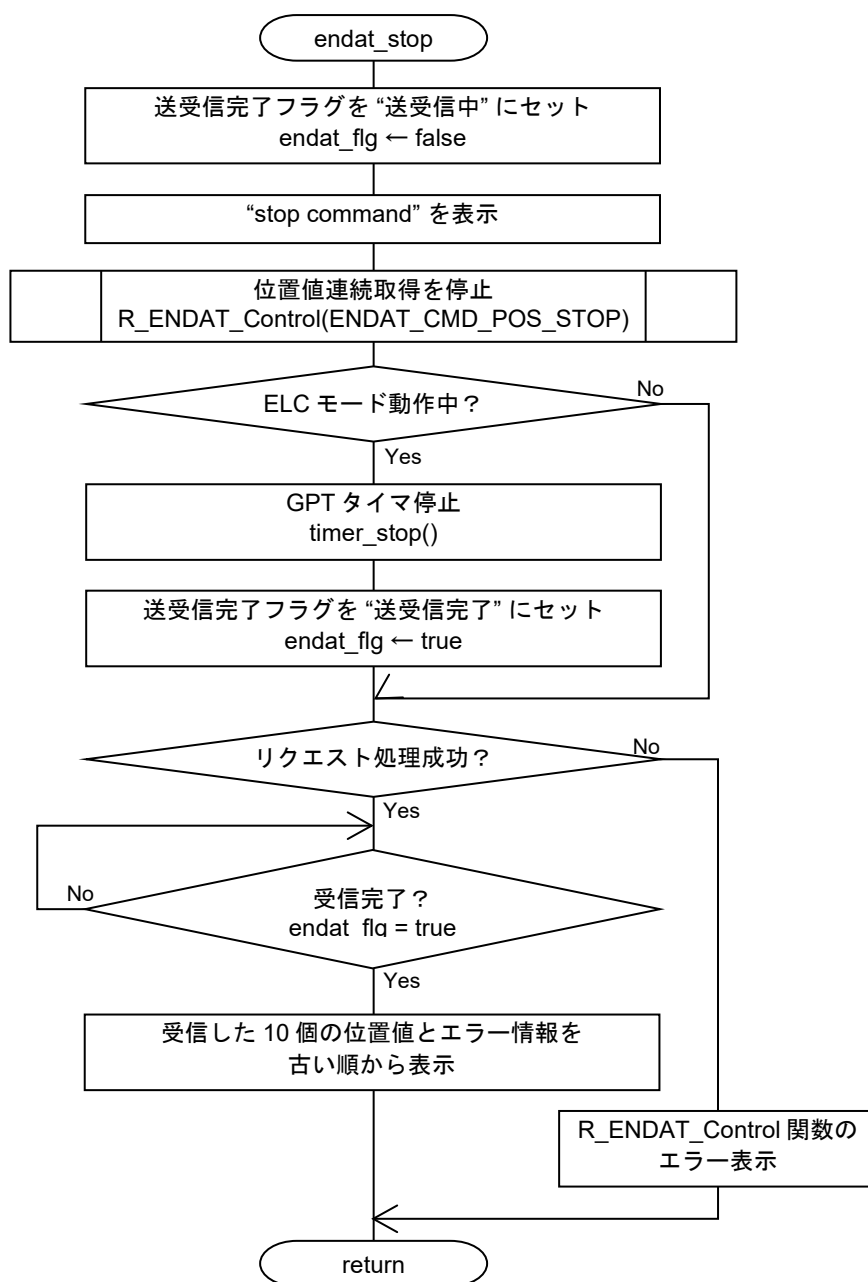 endat_stop
送受信完了フラグを “送受信中” にセット
endat_flg ← false
“stop command” を表示
位置値連続取得を停止
R_ENDAT_Control(ENDAT_CMD_POS_STOP)
ELC モード動作中？
No
Yes
GPT タイマ停止
timer_stop()
送受信完了フラグを “送受信完了” にセット
endat_flg ← true
リクエスト処理成功？
No
Yes
No
受信完了？
endat_flg = true
Yes
受信した 10 個の位置値とエラー情報を
古い順から表示
R_ENDAT_Control 関数の
エラー表示
return